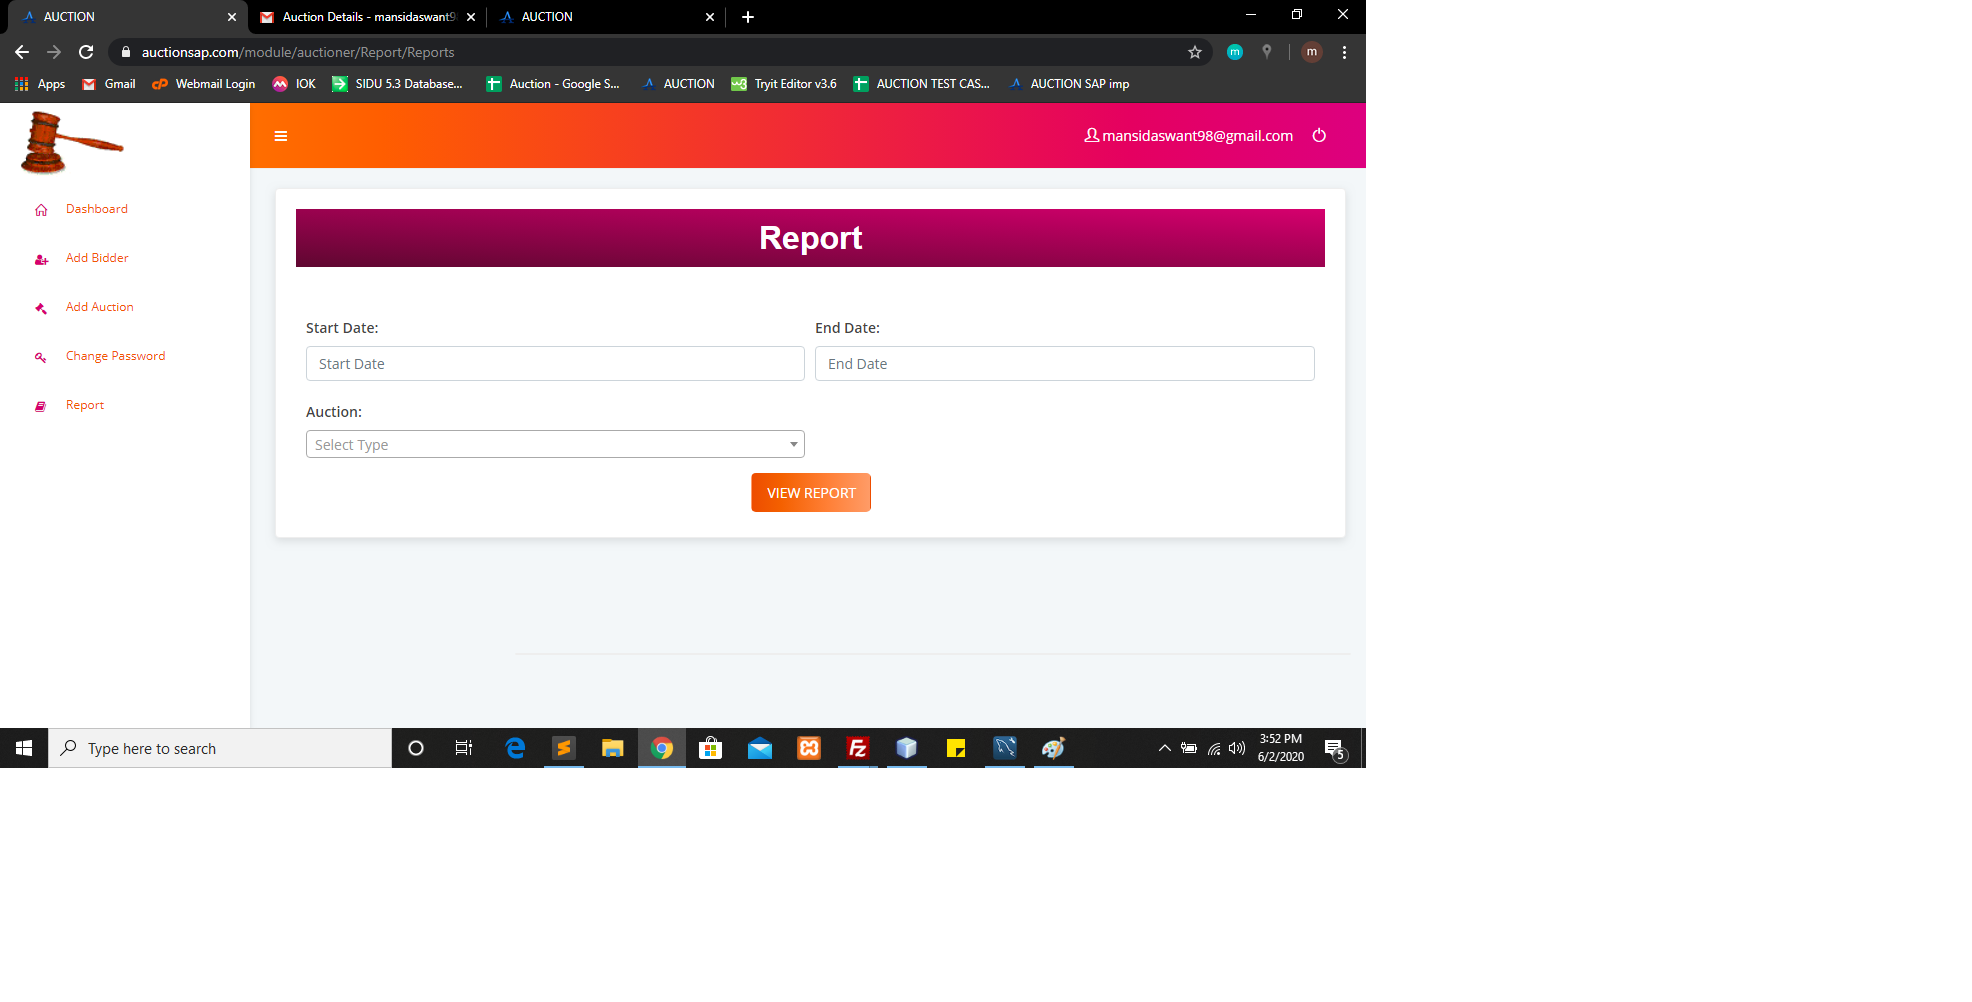 AUCTION
Auction Details - mansidaswant9
AUCTION
auctionsap.com/module/auctioner/Report/Reports
m
m
Apps
Gmail
cP
Webmail Login
IOK
SIDU 5.3 Database...
Auction - Google S...
AUCTION
w3
Tryit Editor v3.6
AUCTION TEST CAS...
AUCTION SAP imp
mansidaswant98@gmail.com
Dashboard
Add Bidder
Add Auction
Change Password
Report
Report
Start Date:
End Date:
Start Date
End Date
Auction:
Select Type
VIEW REPORT
Type here to search
Fz
3:52 PM
6/2/2020
5